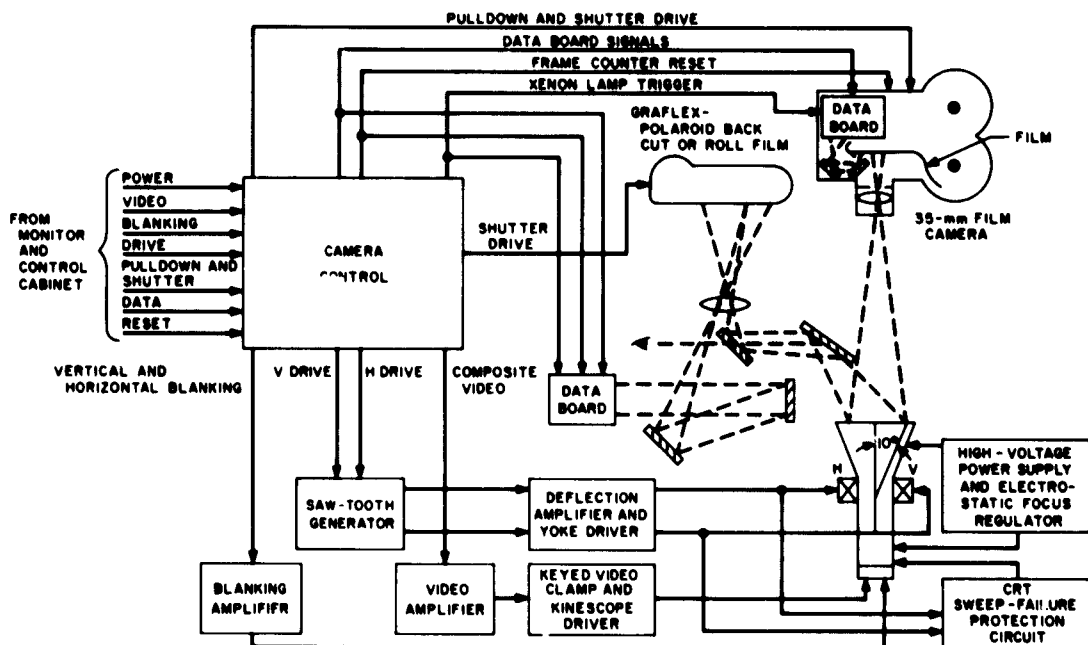 PULLDOWN AND SHUTTER DRIVE
DATA BOARD SIGNALS
FRAME COUNTER RESET
XENON LAMP TRIGGER
GRAFLEX-
POLAROID BACK
CUT OR ROLL FILM
DATA
BOARD
FILM
35-mm FILM
CAMERA
FROM
MONITOR
AND
CONTROL
CABINET
POWER
VIDEO
BLANKING
DRIVE
PULLDOWN AND
SHUTTER
DATA
RESET
CAMERA
CONTROL
SHUTTER
DRIVE
VERTICAL AND
HORIZONTAL BLANKING
V DRIVE
H DRIVE
COMPOSITE
VIDEO
DATA
BOARD
10°
H
V
HIGH-VOLTAGE
POWER SUPPLY
AND ELECTRO-
STATIC FOCUS
REGULATOR
SAW-TOOTH
GENERATOR
DEFLECTION
AMPLIFIER AND
YOKE DRIVER
BLANKING
AMPLIFIER
VIDEO
AMPLIFIER
KEYED VIDEO
CLAMP AND
KINESCOPE
DRIVER
CRT
SWEEP-FAILURE
PROTECTION
CIRCUIT